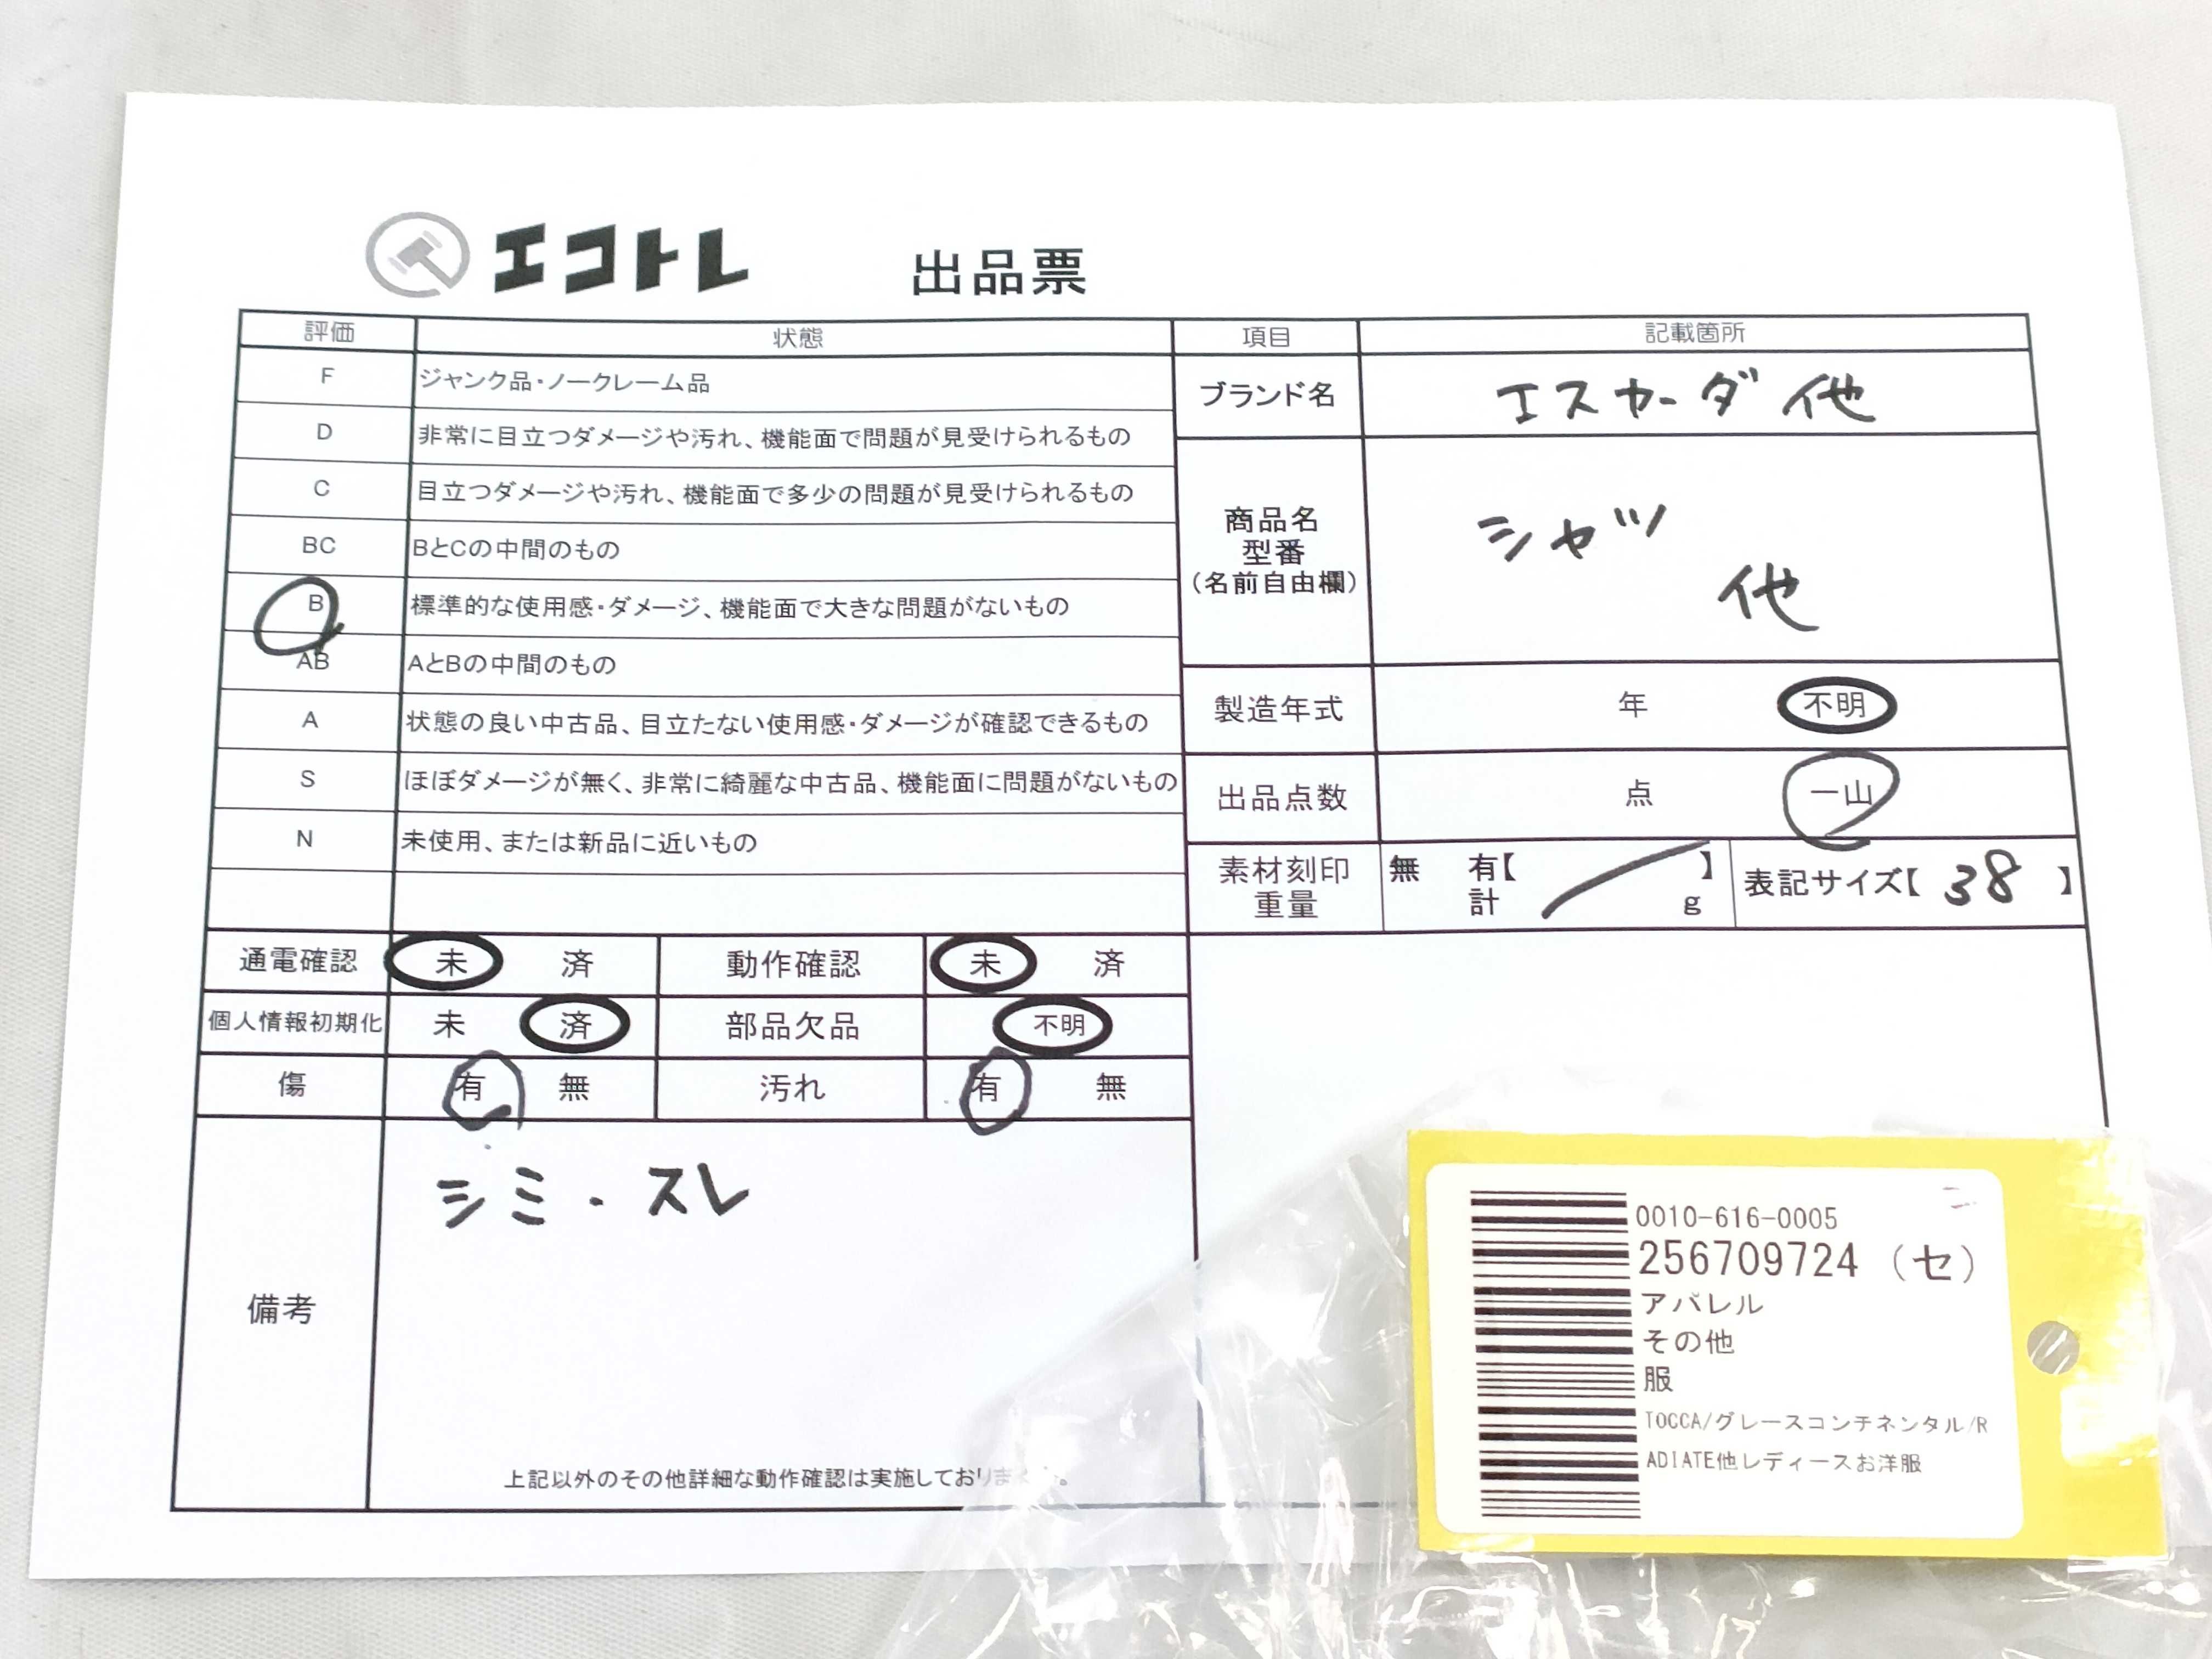 エコトレ 出品票
評価 状態 項目 記載箇所
F ジャンク品・ノークレーム品
D 非常に目立つダメージや汚れ、機能面で問題が見受けられるもの
C 目立つダメージや汚れ、機能面で多少の問題が見受けられるもの
BC BとCの中間のもの
B 標準的な使用感・ダメージ、機能面で大きな問題がないもの
AB AとBの中間のもの
A 状態の良い中古品、目立たない使用感・ダメージが確認できるもの
S ほぼダメージが無く、非常に綺麗な中古品、機能面に問題がないもの
N 未使用、または新品に近いもの
ブランド名 エスカーダ 他
商品名
型番
(名前自由欄)
シャツ
他
製造年式 年 不明
出品点数 点 一山
素材刻印 無 有【 】
重量 計 g
表記サイズ【 38 】
通電確認 未 済 動作確認 未 済
個人情報初期化 未 済 部品欠品 不明
傷 有 無 汚れ 有 無
備考
シミ・スレ
上記以外のその他詳細な動作確認は実施しており
0010-616-0005
256709724 (セ)
アパレル
その他
服
TOCCA/グレースコンチネンタル/R
ADIATE他レディースお洋服